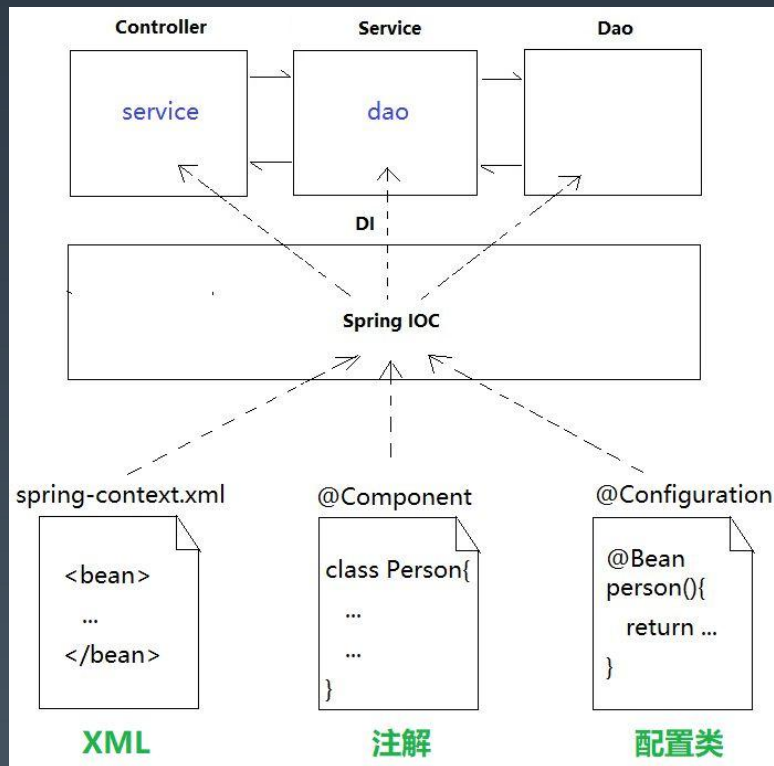 Controller
Service
Dao
service
dao
DI
Spring IOC
spring-context.xml
<bean>
...
</bean>
XML
@Component
class Person{
...
...
}
注解
@Configuration
@Bean
person(){
return ...
}
配置类